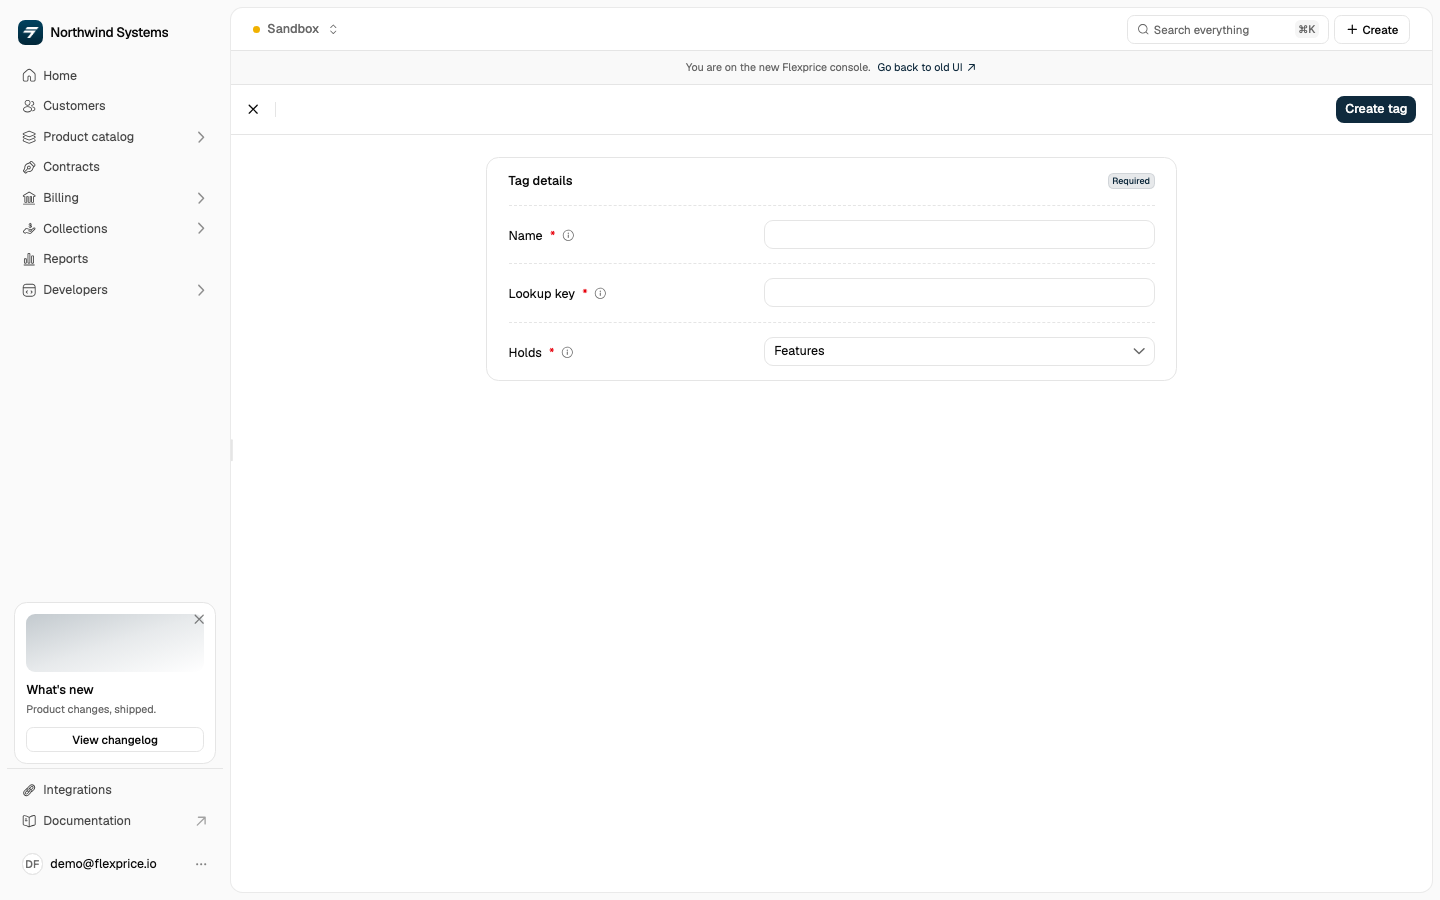 Northwind Systems
Home
Customers
Product catalog
Contracts
Billing
Collections
Reports
Developers
What's new
Product changes, shipped.
View changelog
Integrations
Documentation
DF demo@flexprice.io
Sandbox
Search everything ⌘K
Create
You are on the new Flexprice console. Go back to old UI
Create tag
Tag details
Required
Name *
Lookup key *
Holds *
Features